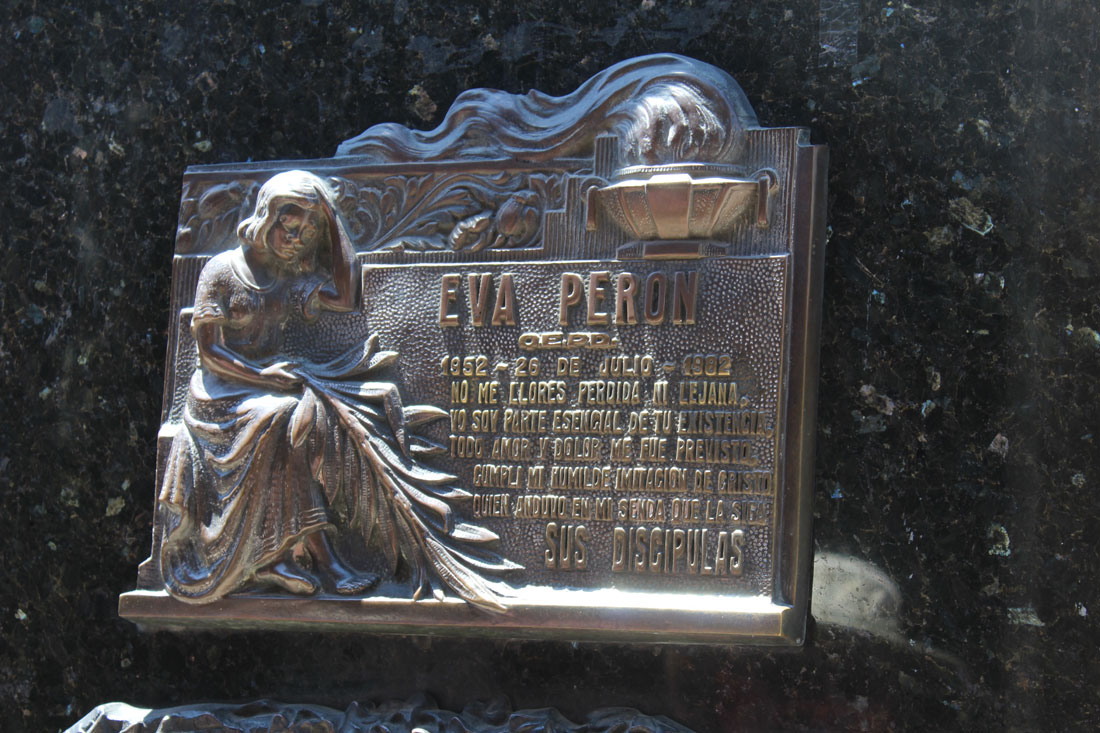 EVA PERON
Q.E.P.D.
1952 - 26 DE JULIO - 1982
NO ME LLORES PERDIDA NI LEJANA.
YO SOY PARTE ESENCIAL DE TU EXISTENCIA.
TODO AMOR Y DOLOR ME FUE PREVISTO.
CUMPLI MI HUMILDE IMITACION DE CRISTO
QUIEN ANDUVO EN MI SENDA QUE LA SIGA.
SUS DISCIPULAS